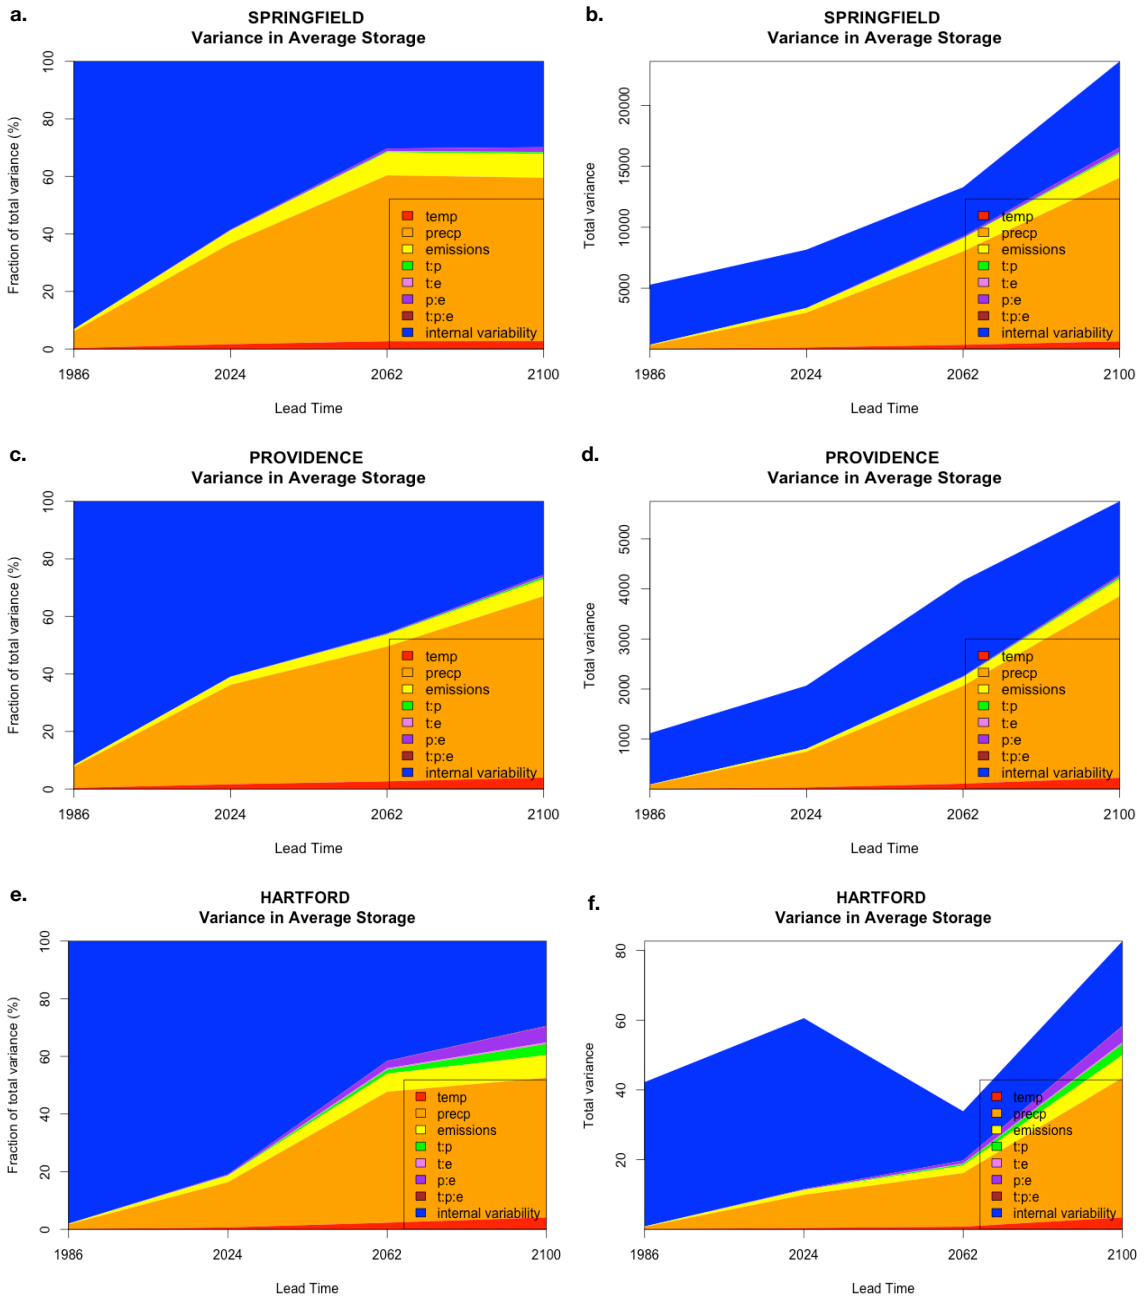 a.
SPRINGFIELD
Variance in Average Storage
Fraction of total variance (%)
100
80
60
40
20
0
temp
precp
emissions
t:p
t:e
p:e
t:p:e
internal variability
1986 2024 2062 2100
Lead Time
b.
SPRINGFIELD
Variance in Average Storage
Total variance
20000
15000
10000
5000
temp
precp
emissions
t:p
t:e
p:e
t:p:e
internal variability
1986 2024 2062 2100
Lead Time
c.
PROVIDENCE
Variance in Average Storage
Fraction of total variance (%)
100
80
60
40
20
0
temp
precp
emissions
t:p
t:e
p:e
t:p:e
internal variability
1986 2024 2062 2100
Lead Time
d.
PROVIDENCE
Variance in Average Storage
Total variance
5000
4000
3000
2000
1000
temp
precp
emissions
t:p
t:e
p:e
t:p:e
internal variability
1986 2024 2062 2100
Lead Time
e.
HARTFORD
Variance in Average Storage
Fraction of total variance (%)
100
80
60
40
20
0
temp
precp
emissions
t:p
t:e
p:e
t:p:e
internal variability
1986 2024 2062 2100
Lead Time
f.
HARTFORD
Variance in Average Storage
Total variance
80
60
40
20
temp
precp
emissions
t:p
t:e
p:e
t:p:e
internal variability
1986 2024 2062 2100
Lead Time